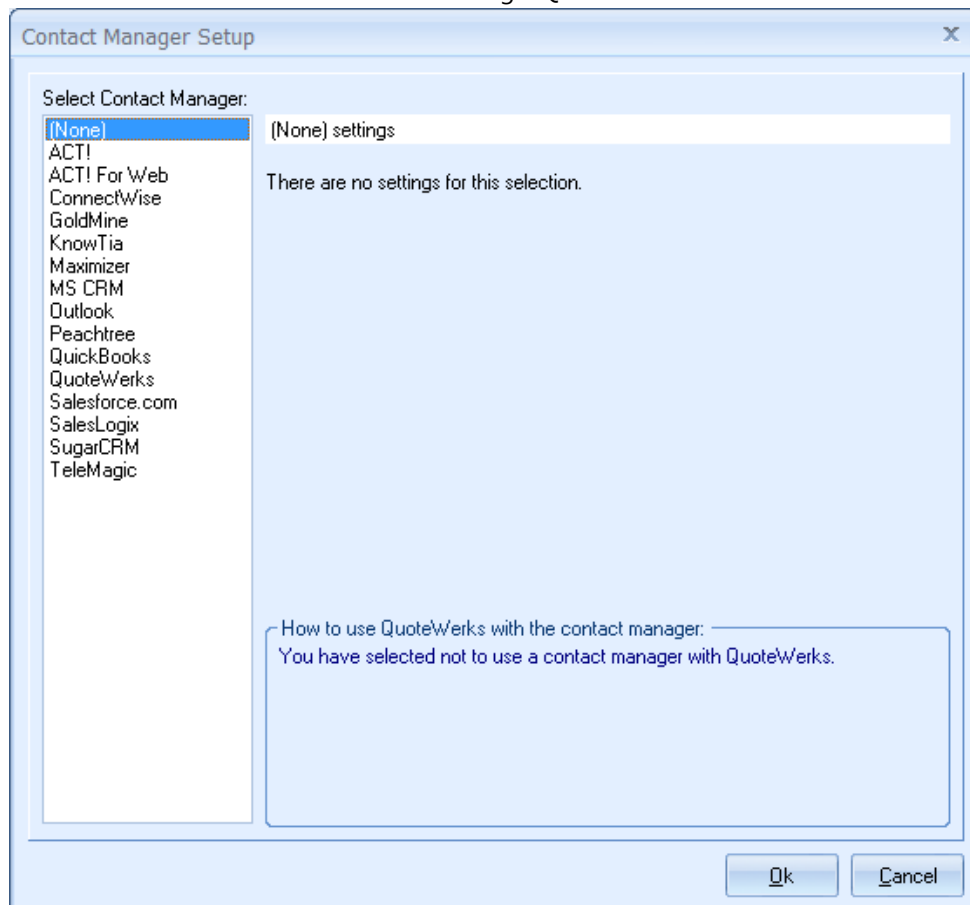 Contact Manager Setup
x
Select Contact Manager:
(None)
ACT!
ACT! For Web
ConnectWise
GoldMine
KnowTia
Maximizer
MS CRM
Outlook
Peachtree
QuickBooks
QuoteWerks
Salesforce.com
SalesLogix
SugarCRM
TeleMagic
(None) settings
There are no settings for this selection.
How to use QuoteWerks with the contact manager:
You have selected not to use a contact manager with QuoteWerks.
Ok
Cancel